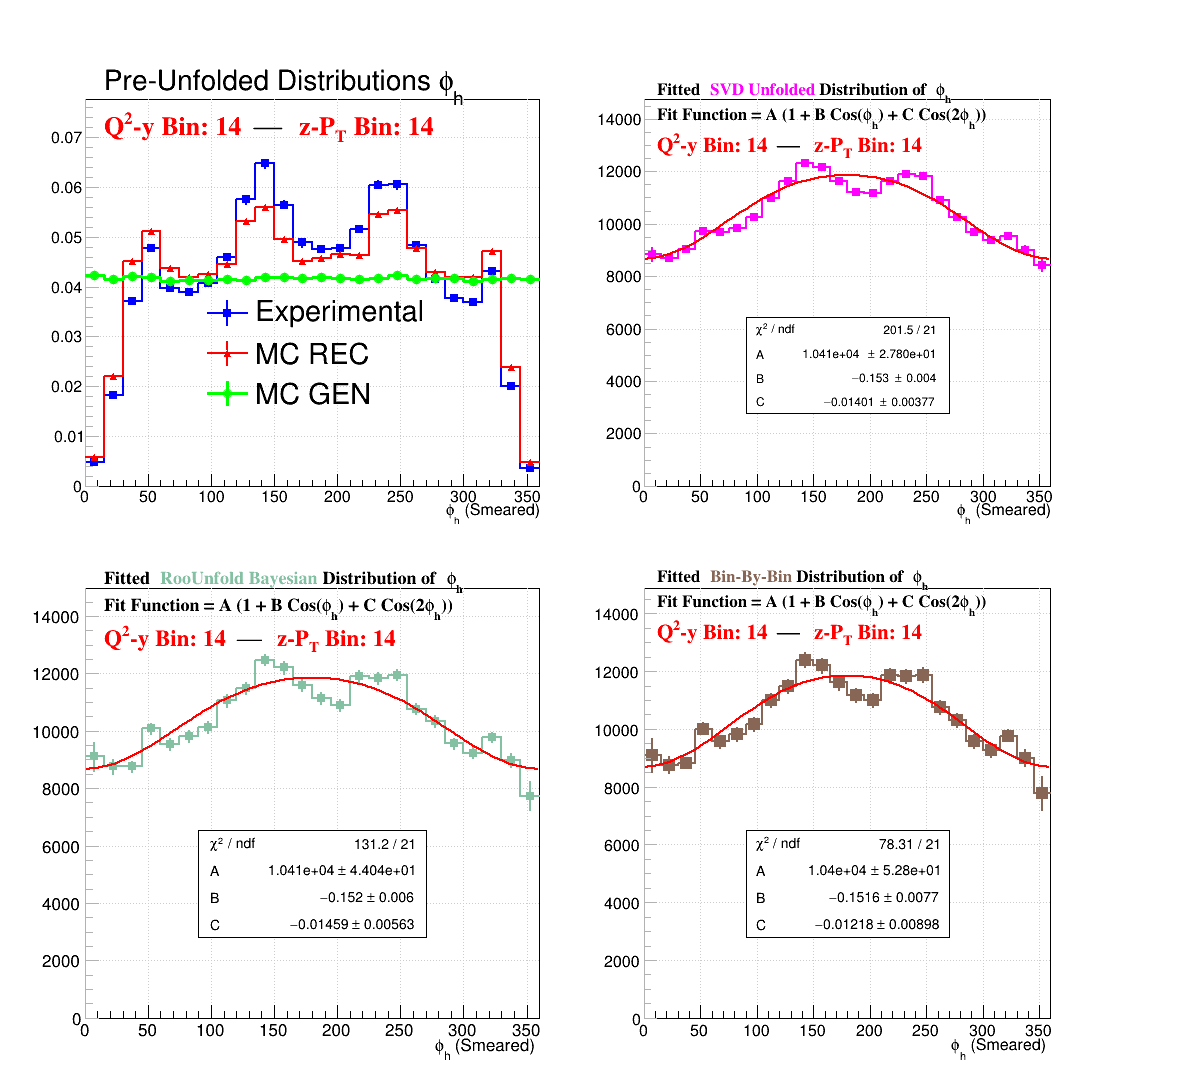 Pre-Unfolded Distributions ϕh
Q²-y Bin: 14 — z-PT Bin: 14
0.07
0.06
0.05
0.04
0.03
0.02
0.01
0
Experimental
MC REC
MC GEN
0 50 100 150 200 250 300 350
ϕh (Smeared)
Fitted SVD Unfolded Distribution of ϕh
Fit Function = A (1 + B Cos(ϕh) + C Cos(2ϕh))
Q²-y Bin: 14 — z-PT Bin: 14
14000
12000
10000
8000
6000
4000
2000
0
χ² / ndf 201.5 / 21
A 1.041e+04 ± 2.780e+01
B −0.153 ± 0.004
C −0.01401 ± 0.00377
0 50 100 150 200 250 300 350
ϕh (Smeared)
Fitted RooUnfold Bayesian Distribution of ϕh
Fit Function = A (1 + B Cos(ϕh) + C Cos(2ϕh))
Q²-y Bin: 14 — z-PT Bin: 14
14000
12000
10000
8000
6000
4000
2000
0
χ² / ndf 131.2 / 21
A 1.041e+04 ± 4.404e+01
B −0.152 ± 0.006
C −0.01459 ± 0.00563
0 50 100 150 200 250 300 350
ϕh (Smeared)
Fitted Bin-By-Bin Distribution of ϕh
Fit Function = A (1 + B Cos(ϕh) + C Cos(2ϕh))
Q²-y Bin: 14 — z-PT Bin: 14
14000
12000
10000
8000
6000
4000
2000
0
χ² / ndf 78.31 / 21
A 1.04e+04 ± 5.28e+01
B −0.1516 ± 0.0077
C −0.01218 ± 0.00898
0 50 100 150 200 250 300 350
ϕh (Smeared)